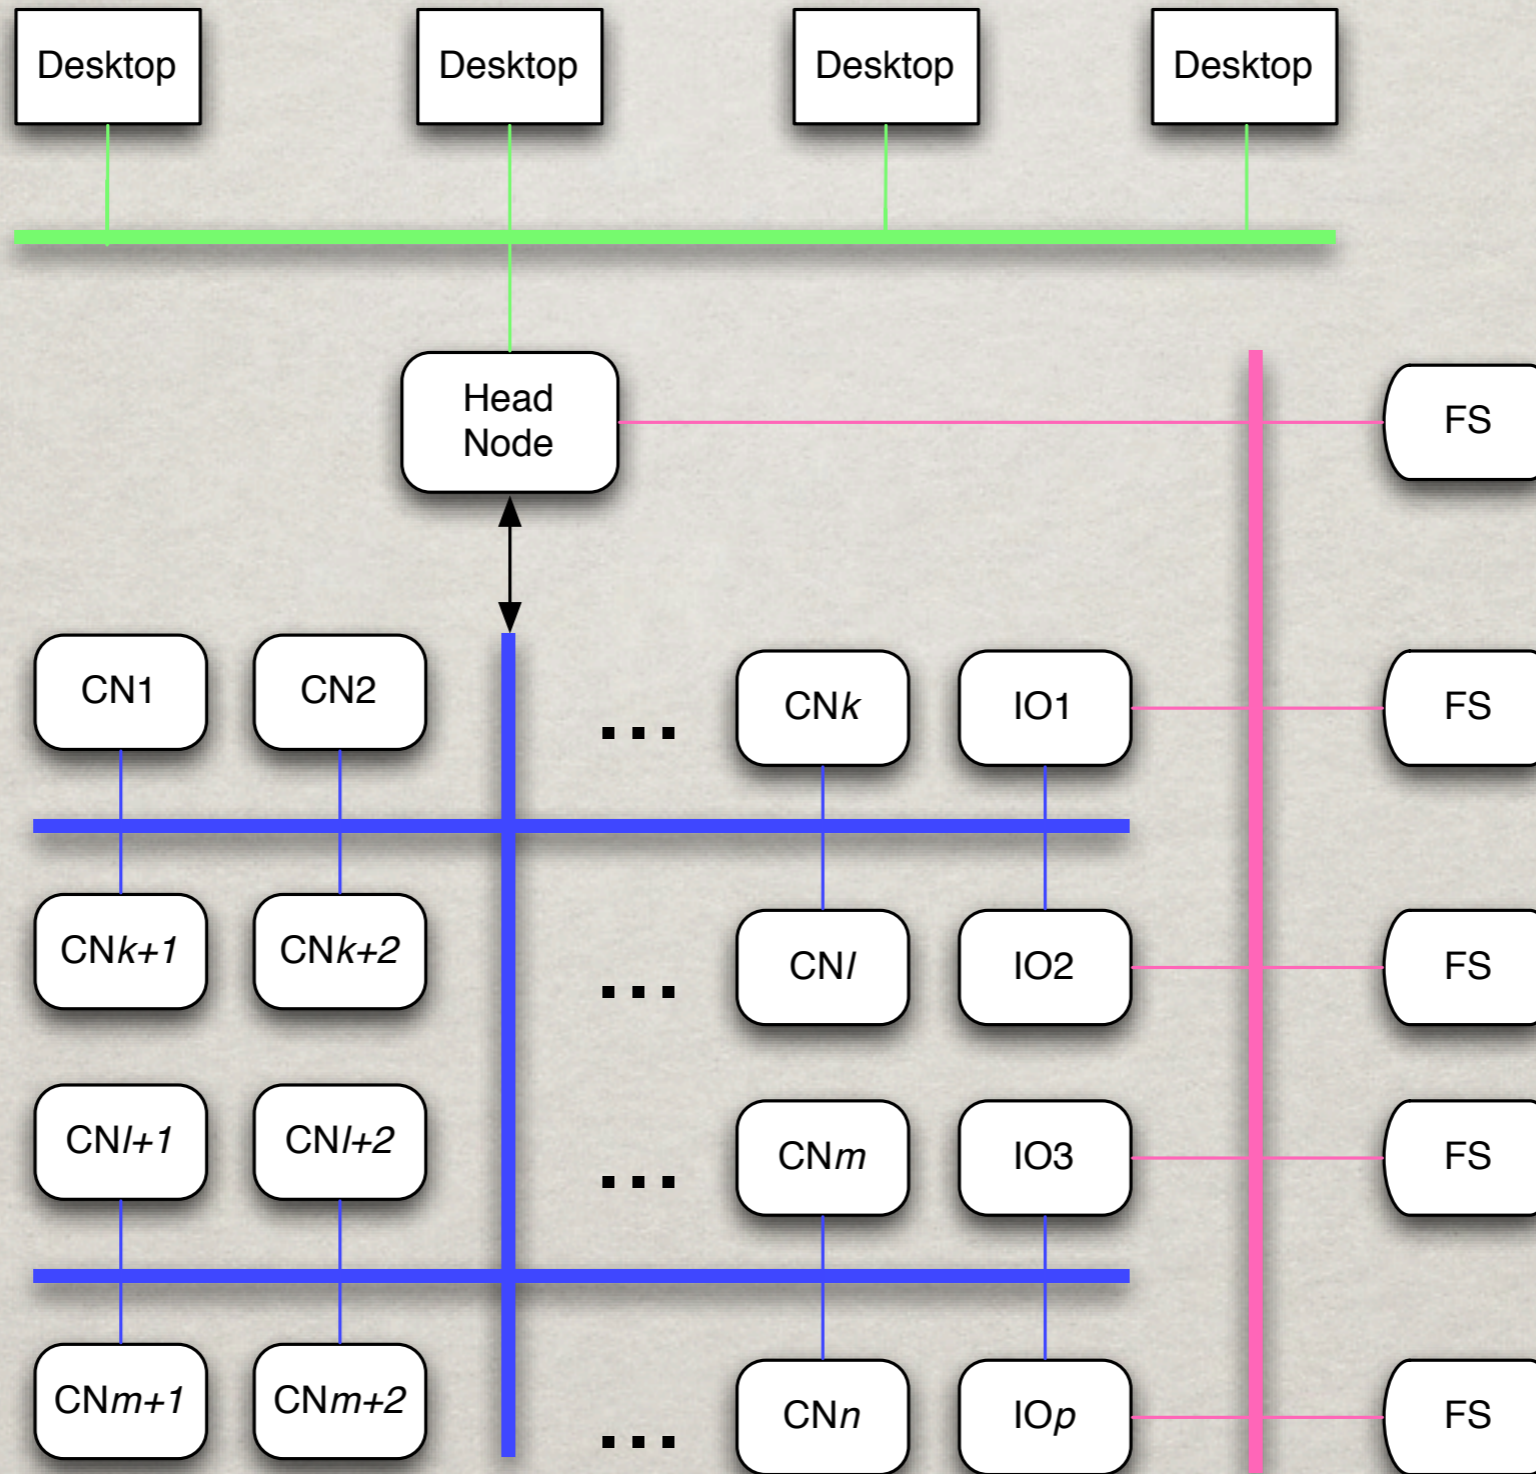 Desktop
Desktop
Desktop
Desktop
Head
Node
FS
CN1
CN2
...
CNk
IO1
FS
CNk+1
CNk+2
...
CNl
IO2
FS
CNl+1
CNl+2
...
CNm
IO3
FS
CNm+1
CNm+2
...
CNn
IOp
FS